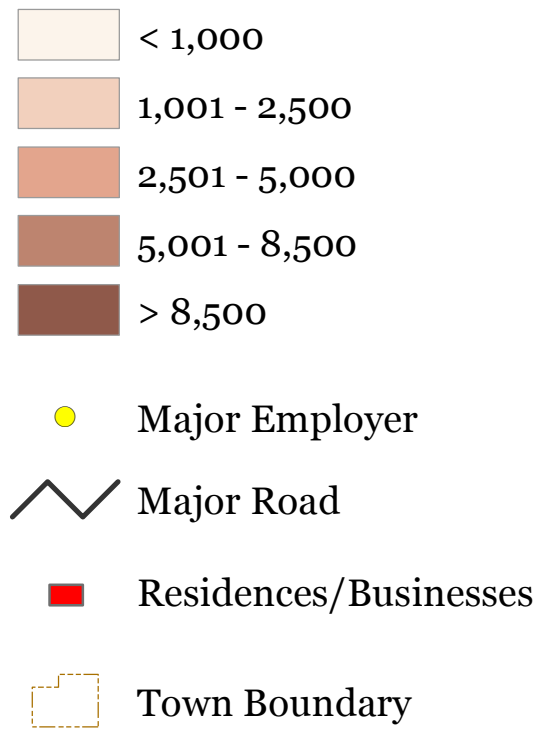 < 1,000
1,001 - 2,500
2,501 - 5,000
5,001 - 8,500
> 8,500
Major Employer
Major Road
Residences/Businesses
Town Boundary